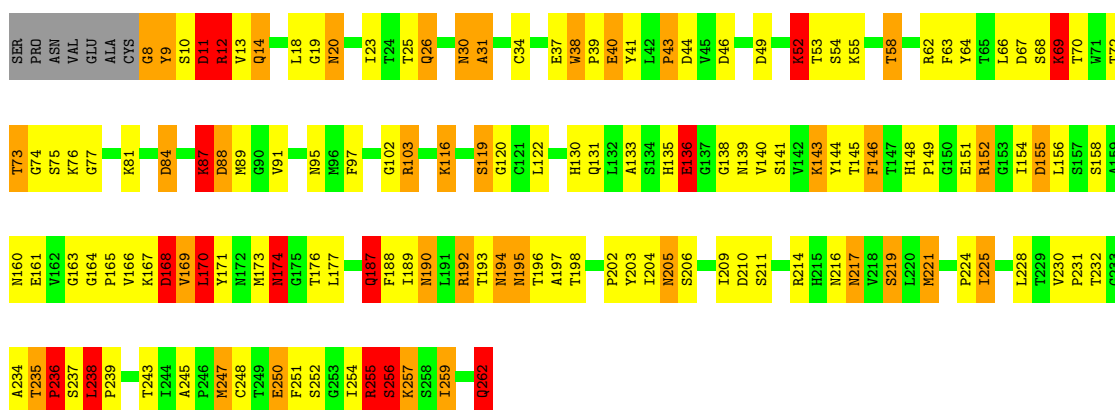 SER PRO ASN VAL GLU ALA CYS G8 Y9 S10 D11 R12 V13 Q14 L18 G19 N20 I23 T24 T25 Q26 N30 A31 C34 E37 W38 P39 E40 Y41 L42 P43 D44 V45 D46 D49 K52 T53 S54 K55 T58 R62 F63 Y64 T65 L66 D67 S68 K69 T70 W71 T72
T73 G74 S75 K76 G77 K81 D84 K87 D88 M89 G90 V91 N95 M96 F97 G102 R103 K116 S119 G120 C121 L122 H130 Q131 L132 A133 S134 H135 E136 G137 G138 N139 V140 S141 V142 K143 Y144 T145 F146 T147 H148 P149 G150 E151 R152 G153 I154 D155 L156 S157 S158 A159
N160 E161 V162 G163 G164 P165 V166 K167 D168 V169 L170 Y171 N172 M173 N174 G175 T176 L177 Q187 F188 I189 N190 L191 R192 T193 N194 N195 T196 A197 T198 P202 Y203 I204 N205 S206 I209 D210 S211 R214 H215 N216 N217 V218 S219 L220 M221 P224 I225 L228 T229 V230 P231 T232 G233
A234 T235 P236 S237 L238 P239 T243 I244 A245 P246 M247 C248 T249 E250 F251 S252 G253 I254 R255 S256 K257 S258 I259 Q262